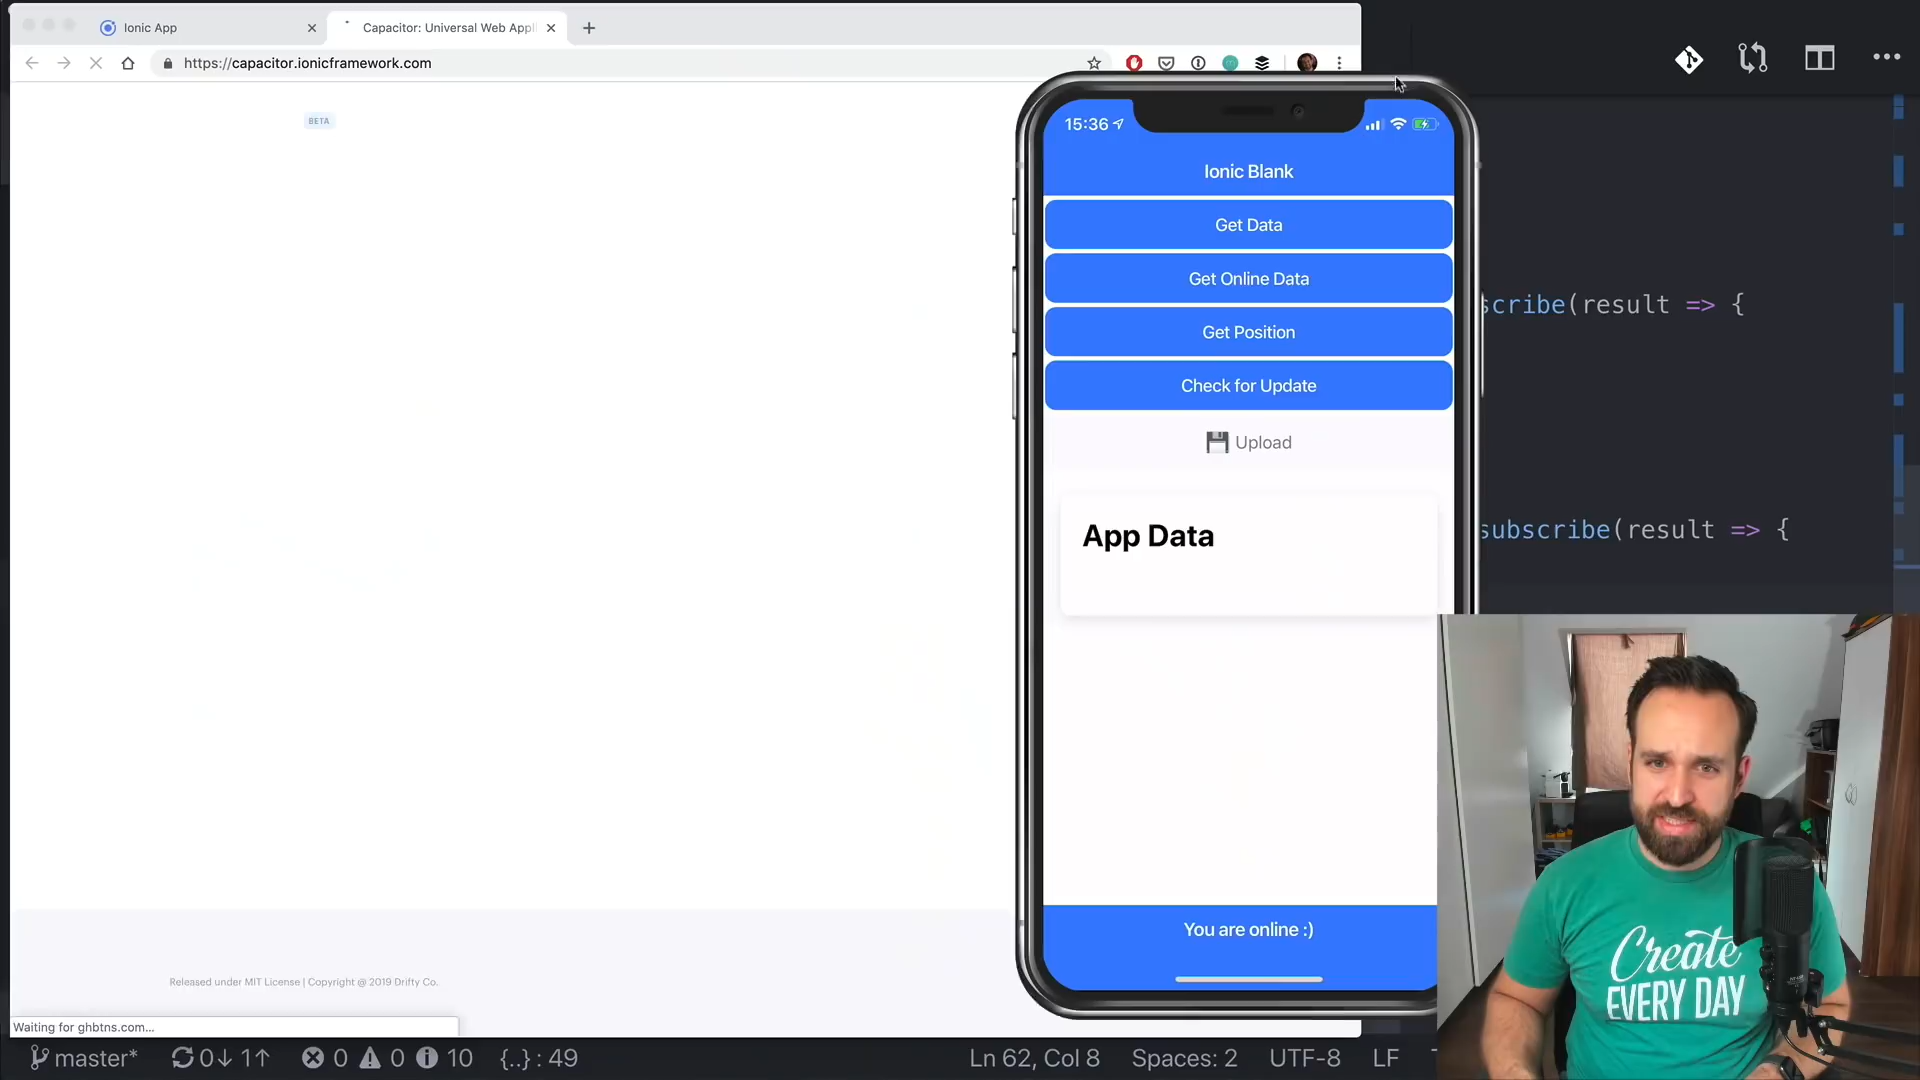 Ionic App
Capacitor: Universal Web Appl
https://capacitor.ionicframework.com
BETA
15:36
Ionic Blank
Get Data
Get Online Data
Get Position
Check for Update
Upload
App Data
You are online :)
scribe(result => {
subscribe(result => {
Create
EVERY DAY
Released under MIT License | Copyright @ 2019 Drifty Co.
Waiting for ghbtns.com...
master* 0↓ 1↑ 0 0 10 {..} : 49 Ln 62, Col 8 Spaces: 2 UTF-8 LF